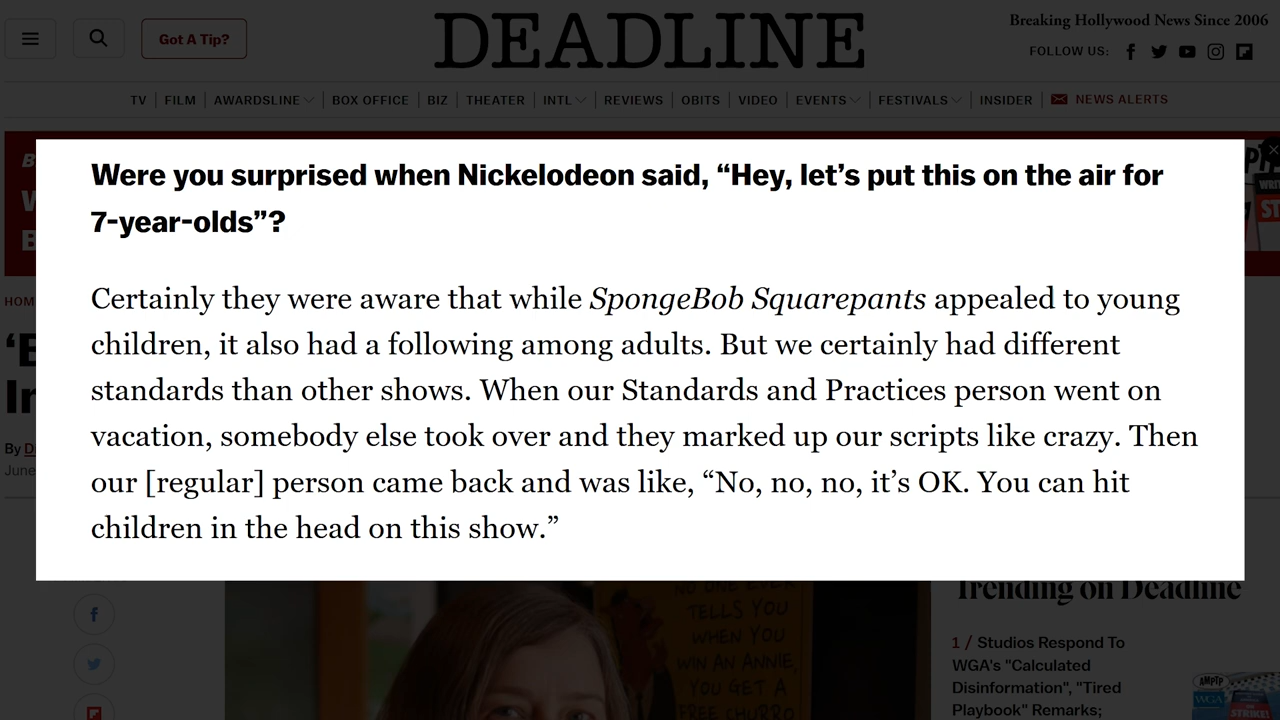 DEADLINE
Breaking Hollywood News Since 2006
Got A Tip?
FOLLOW US:
TV FILM AWARDSLINE BOX OFFICE BIZ THEATER INTL REVIEWS OBITS VIDEO EVENTS FESTIVALS INSIDER NEWS ALERTS
Were you surprised when Nickelodeon said, “Hey, let’s put this on the air for
7-year-olds”?
Certainly they were aware that while SpongeBob Squarepants appealed to young
children, it also had a following among adults. But we certainly had different
standards than other shows. When our Standards and Practices person went on
vacation, somebody else took over and they marked up our scripts like crazy. Then
our [regular] person came back and was like, “No, no, no, it’s OK. You can hit
children in the head on this show.”
By
June
TELLS YOU
WHEN YOU
WIN AN ANNIE,
YOU GET A
FREE CHURRO
Trending on Deadline
1 / Studios Respond To
WGA's "Calculated
Disinformation", "Tired
Playbook" Remarks;
AMPTP
WGA